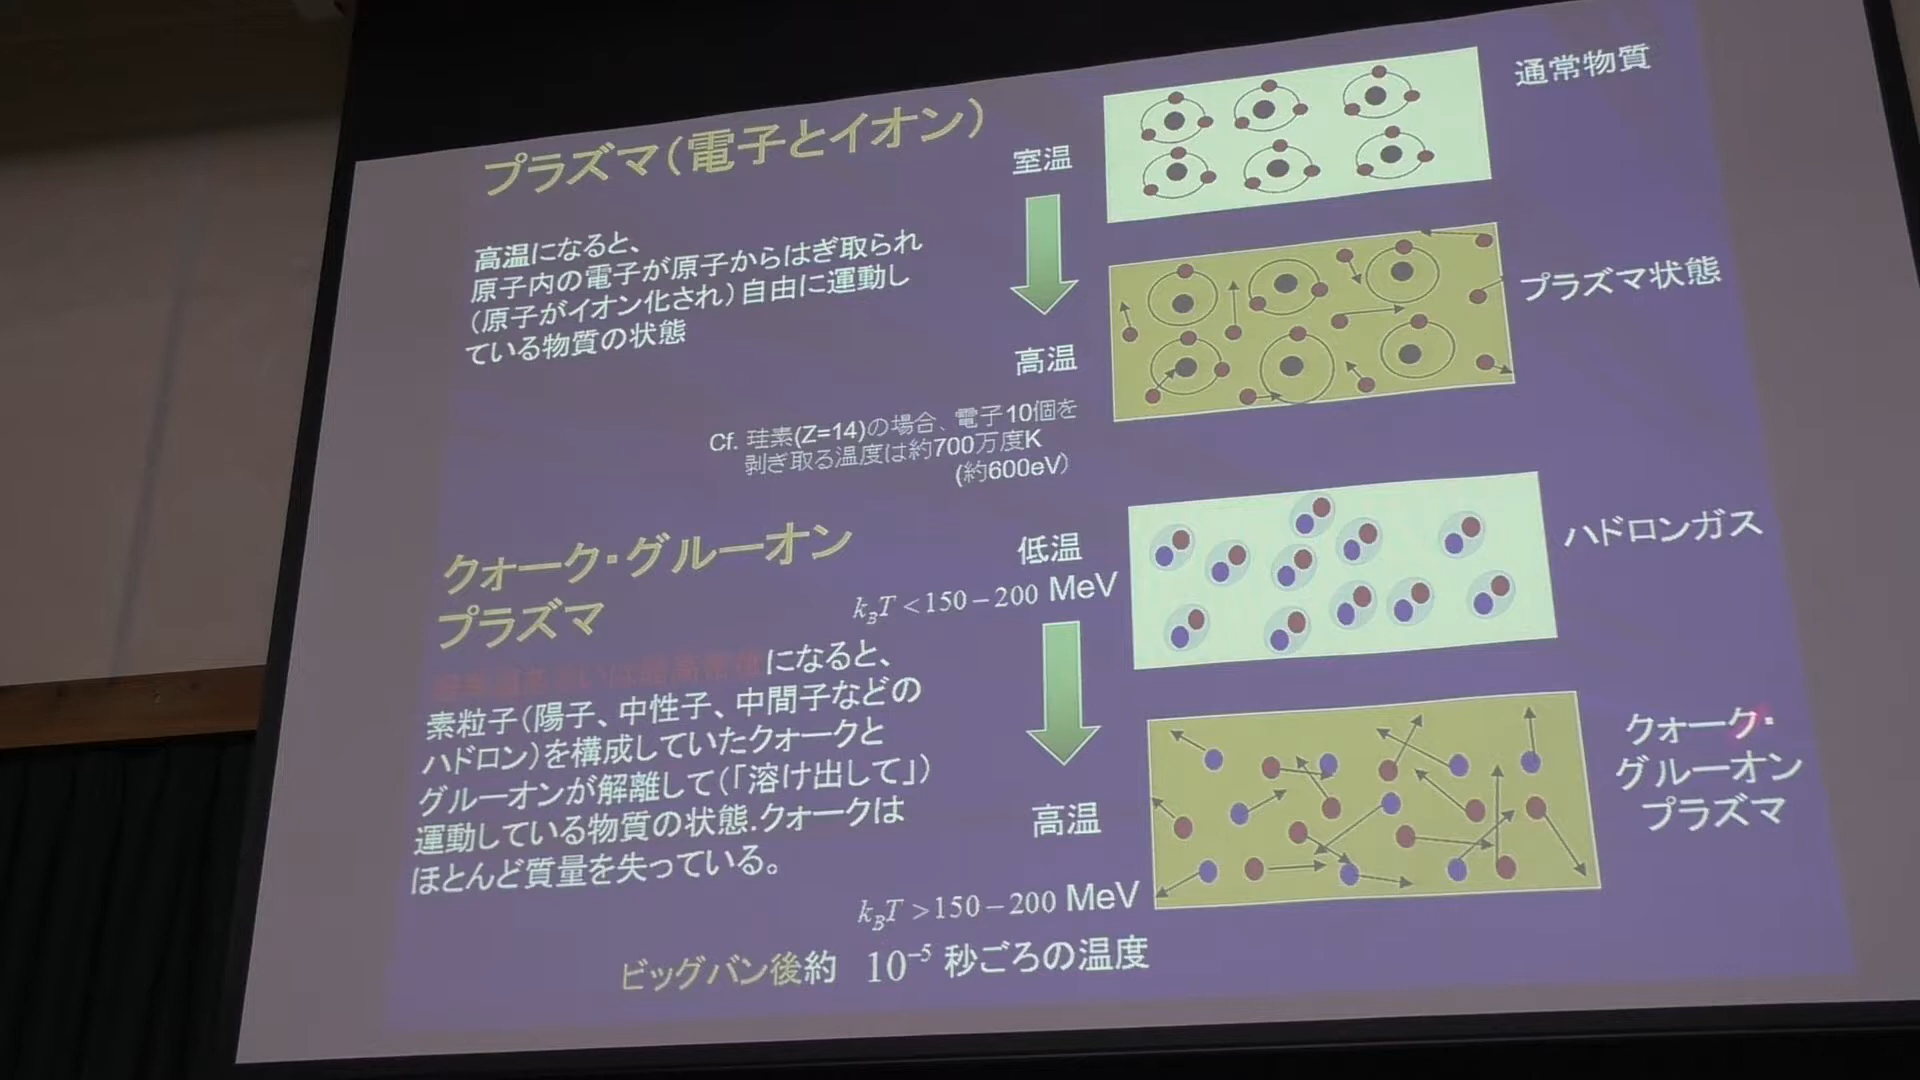 プラズマ(電子とイオン)
高温になると、
原子内の電子が原子からはぎ取られ
(原子がイオン化され)自由に運動し
ている物質の状態
室温
高温
通常物質
プラズマ状態
Cf. 珪素(Z=14)の場合、電子10個を
剥ぎ取る温度は約700万度K
(約600eV)
クォーク・グルーオン
プラズマ
になると、
素粒子(陽子、中性子、中間子などの
ハドロン)を構成していたクォークと
グルーオンが解離して(「溶け出して」)
運動している物質の状態.クォークは
ほとんど質量を失っている。
低温
k_BT <150−200 MeV
高温
k_BT >150−200 MeV
ハドロンガス
クォーク・
グルーオン
プラズマ
ビッグバン後約 10⁻⁵ 秒ごろの温度